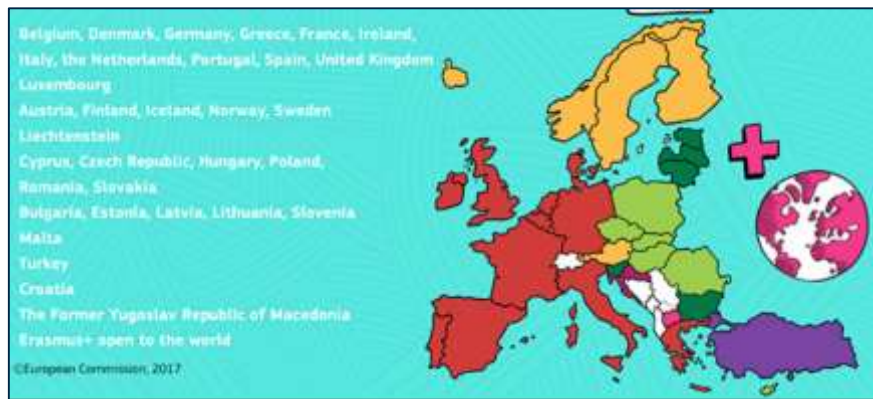 Belgium, Denmark, Germany, Greece, France, Ireland,
Italy, the Netherlands, Portugal, Spain, United Kingdom
Luxembourg
Austria, Finland, Iceland, Norway, Sweden
Liechtenstein
Cyprus, Czech Republic, Hungary, Poland,
Romania, Slovakia
Bulgaria, Estonia, Latvia, Lithuania, Slovenia
Malta
Turkey
Croatia
The Former Yugoslav Republic of Macedonia
Erasmus+ open to the world
©European Commission, 2017